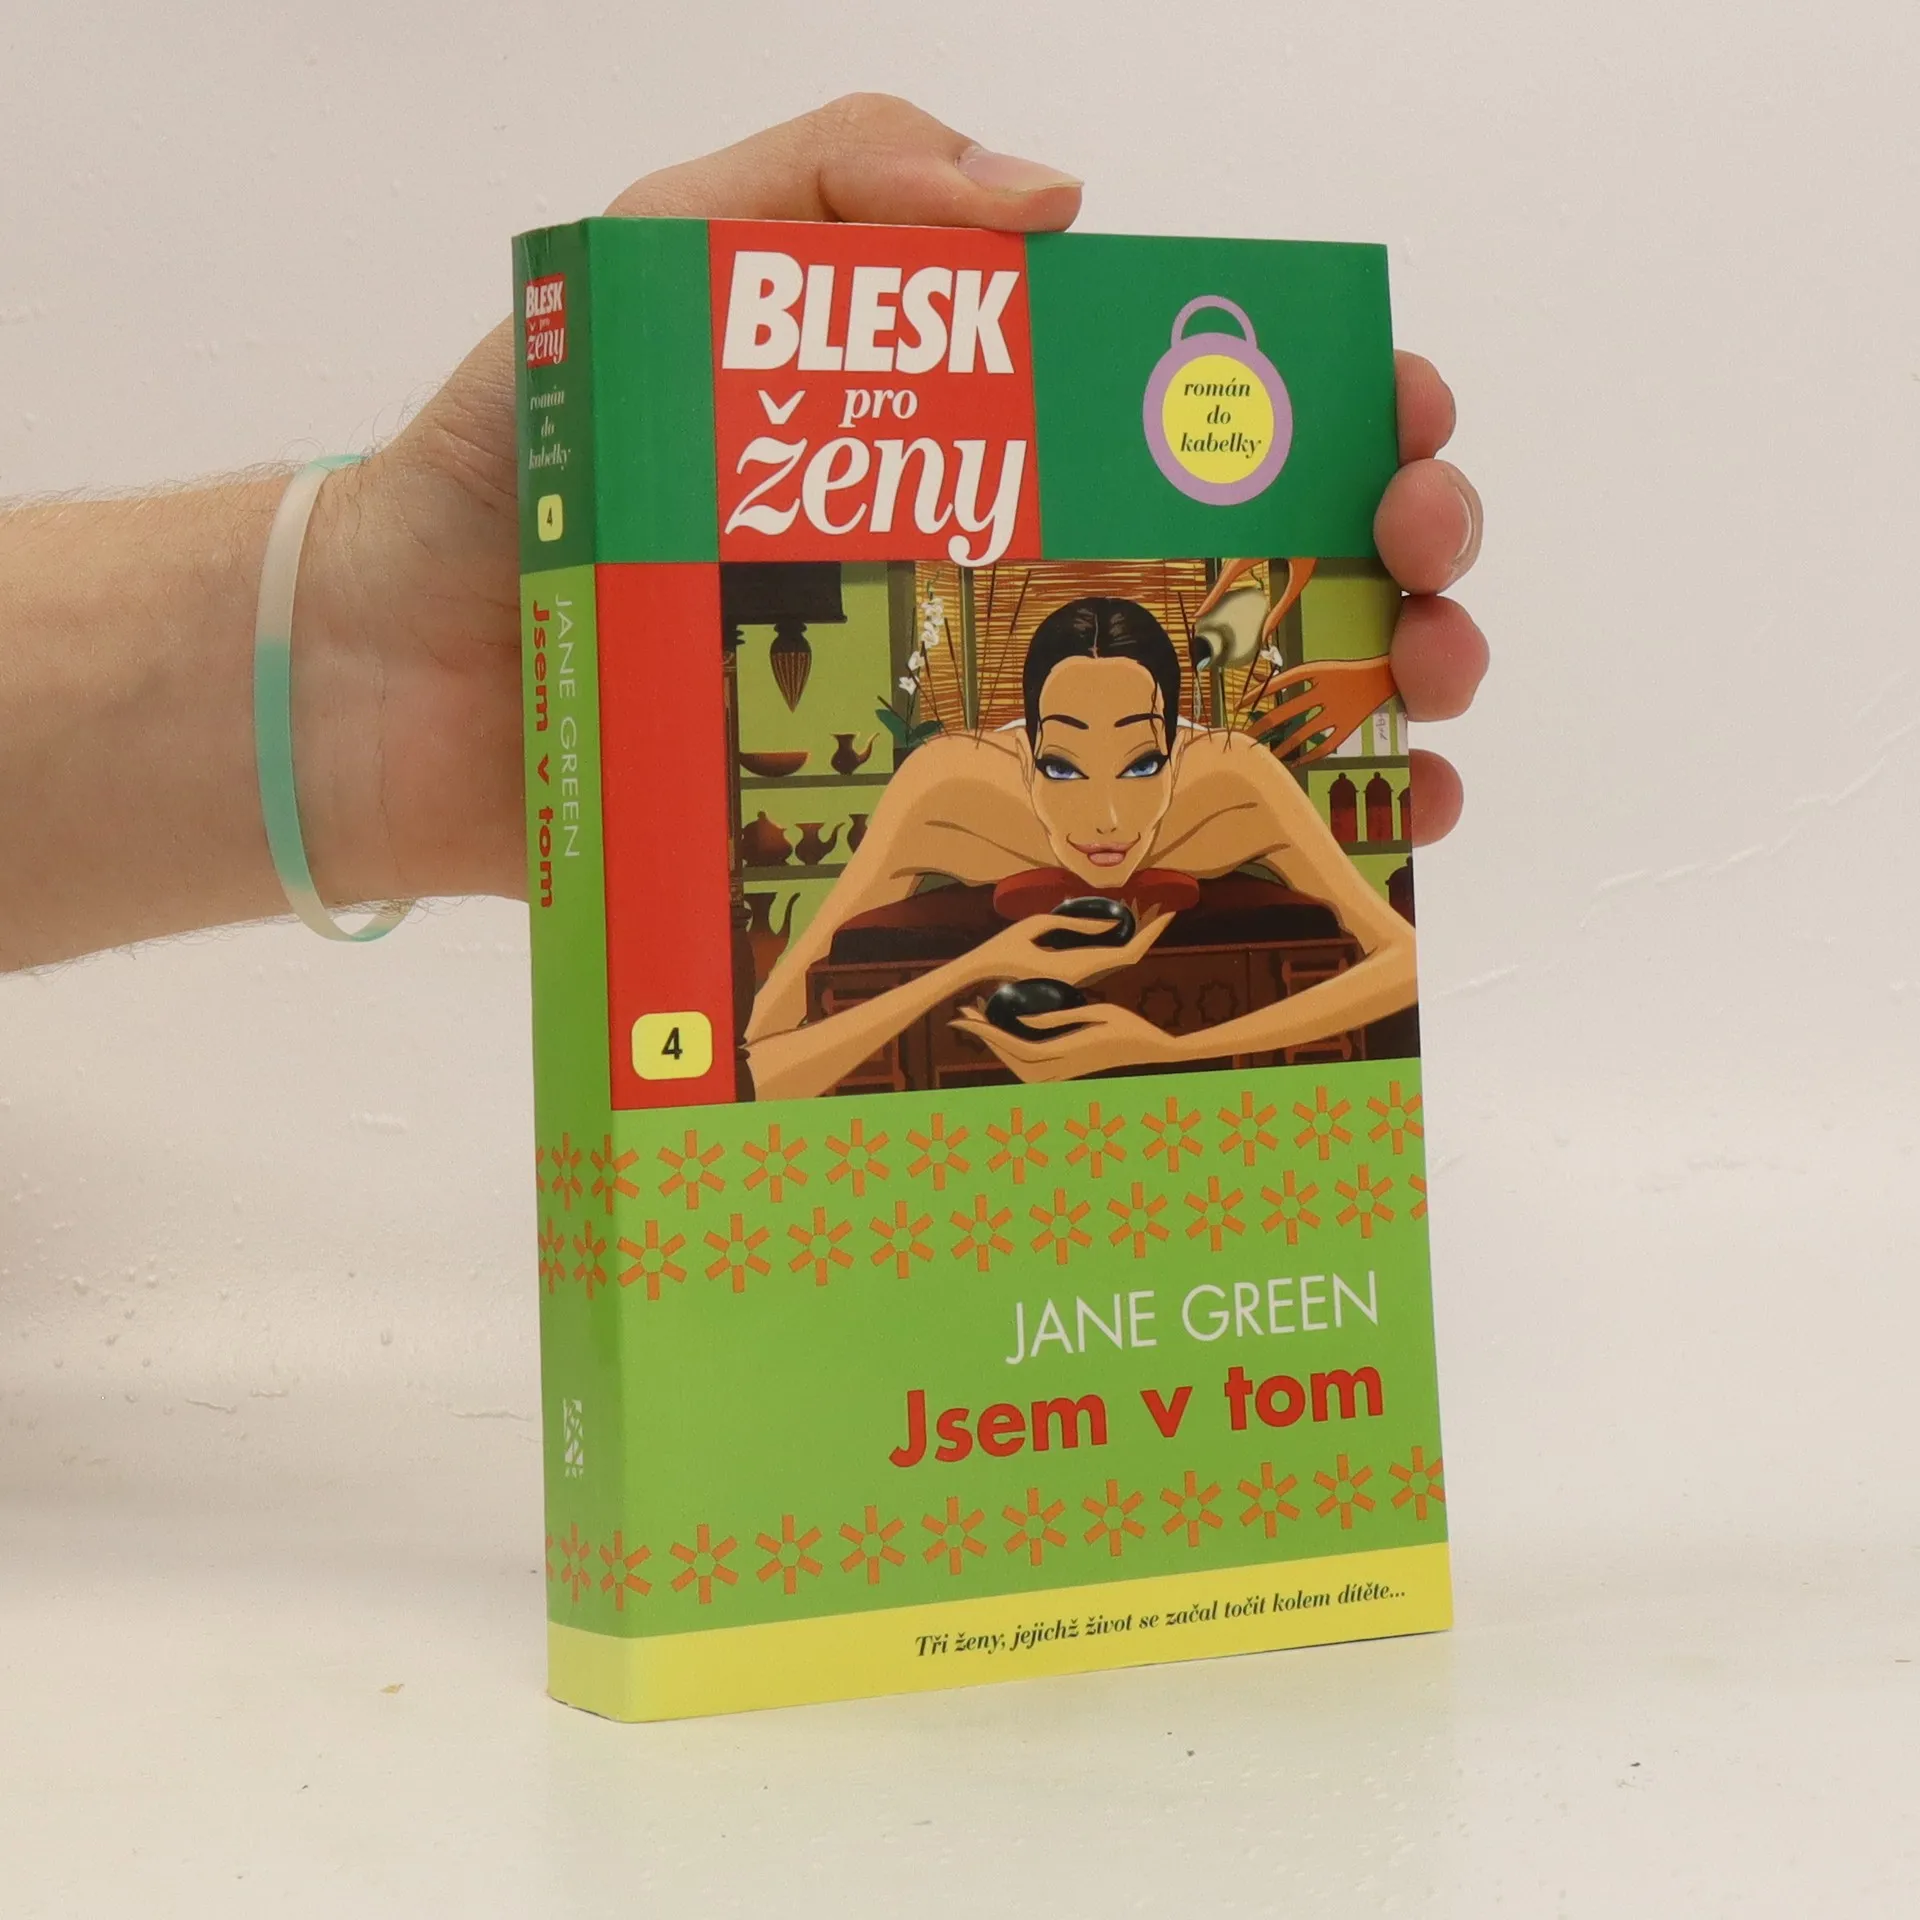 BLESK
pro
ženy
román
do
kabelky
4
JANE GREEN
Jsem v tom
BLESK
pro
ženy
román
do
kabelky
4
JANE GREEN
Jsem v tom
Tři ženy, jejichž život se začal točit kolem dítěte...